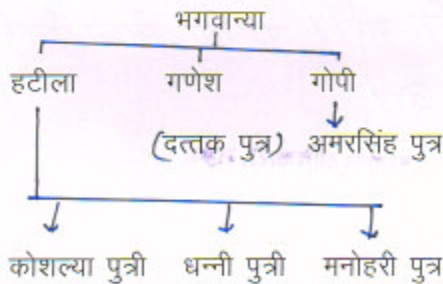 भगवान्या
हटीला गणेश गोपी
(दत्तक पुत्र) अमरसिंह पुत्र
कोशल्या पुत्री धन्नी पुत्री मनोहरी पुत्र